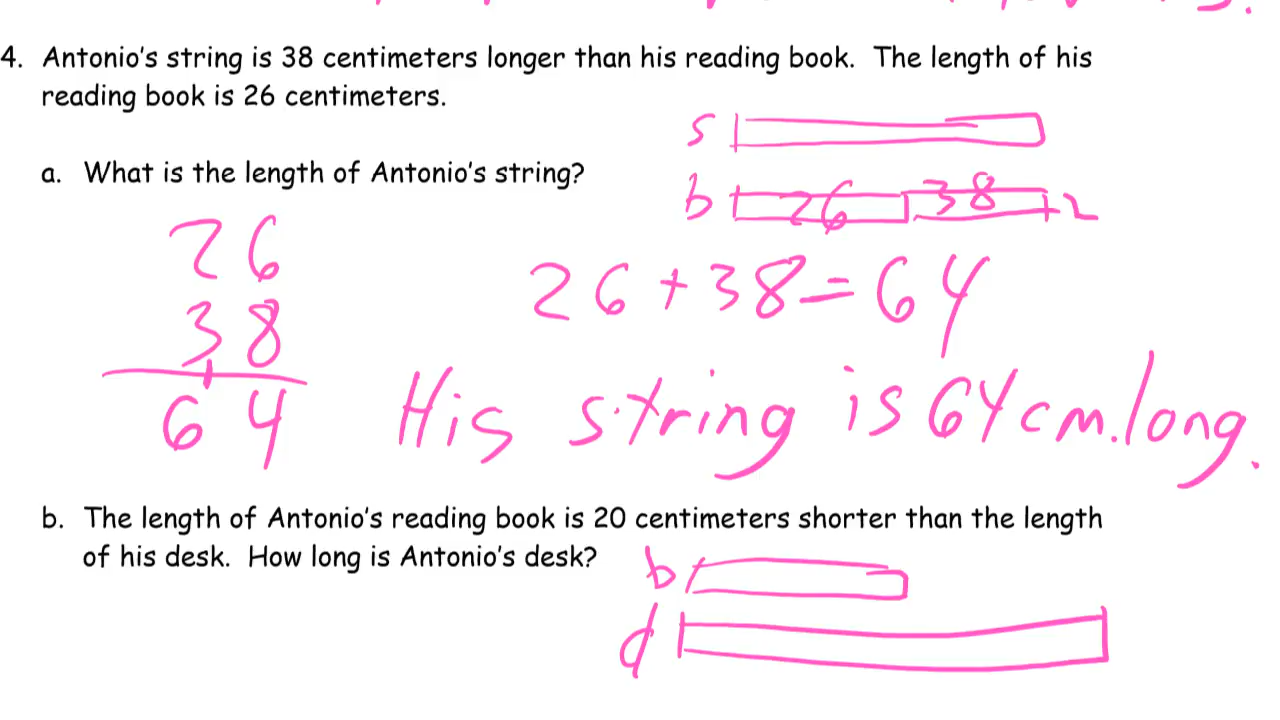 4. Antonio's string is 38 centimeters longer than his reading book. The length of his
reading book is 26 centimeters.
s
a. What is the length of Antonio's string?
b 26 38
26
38
1
64
26+38=64
His string is 64cm.long.
b. The length of Antonio's reading book is 20 centimeters shorter than the length
of his desk. How long is Antonio's desk?
b
d